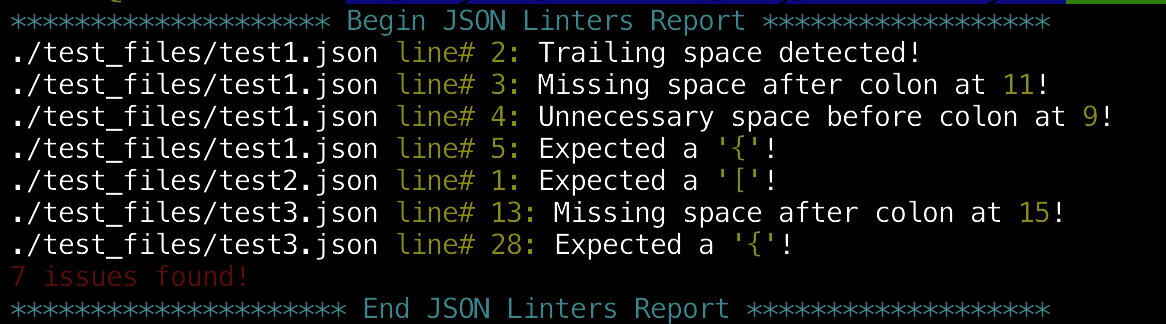 ******************** Begin JSON Linters Report ******************
./test_files/test1.json line# 2: Trailing space detected!
./test_files/test1.json line# 3: Missing space after colon at 11!
./test_files/test1.json line# 4: Unnecessary space before colon at 9!
./test_files/test1.json line# 5: Expected a '{'!
./test_files/test2.json line# 1: Expected a '['!
./test_files/test3.json line# 13: Missing space after colon at 15!
./test_files/test3.json line# 28: Expected a '{'!
7 issues found!
********************* End JSON Linters Report *******************